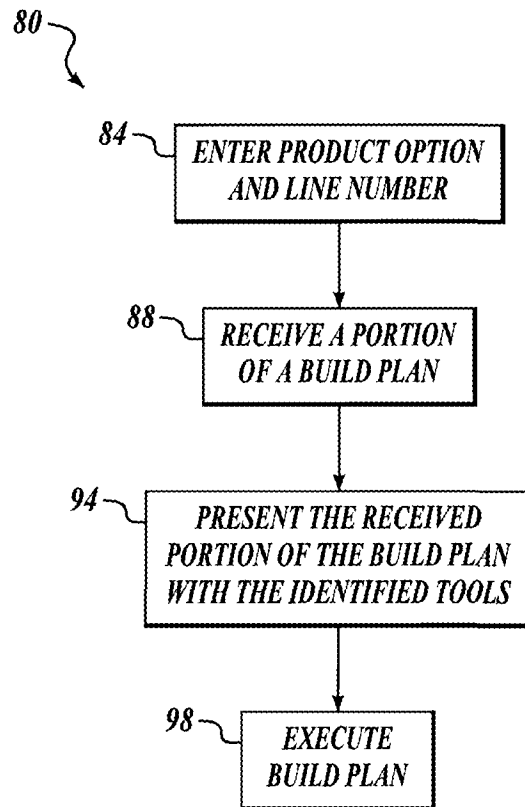 80
84
ENTER PRODUCT OPTION
AND LINE NUMBER
88
RECEIVE A PORTION
OF A BUILD PLAN
94
PRESENT THE RECEIVED
PORTION OF THE BUILD PLAN
WITH THE IDENTIFIED TOOLS
98
EXECUTE
BUILD PLAN